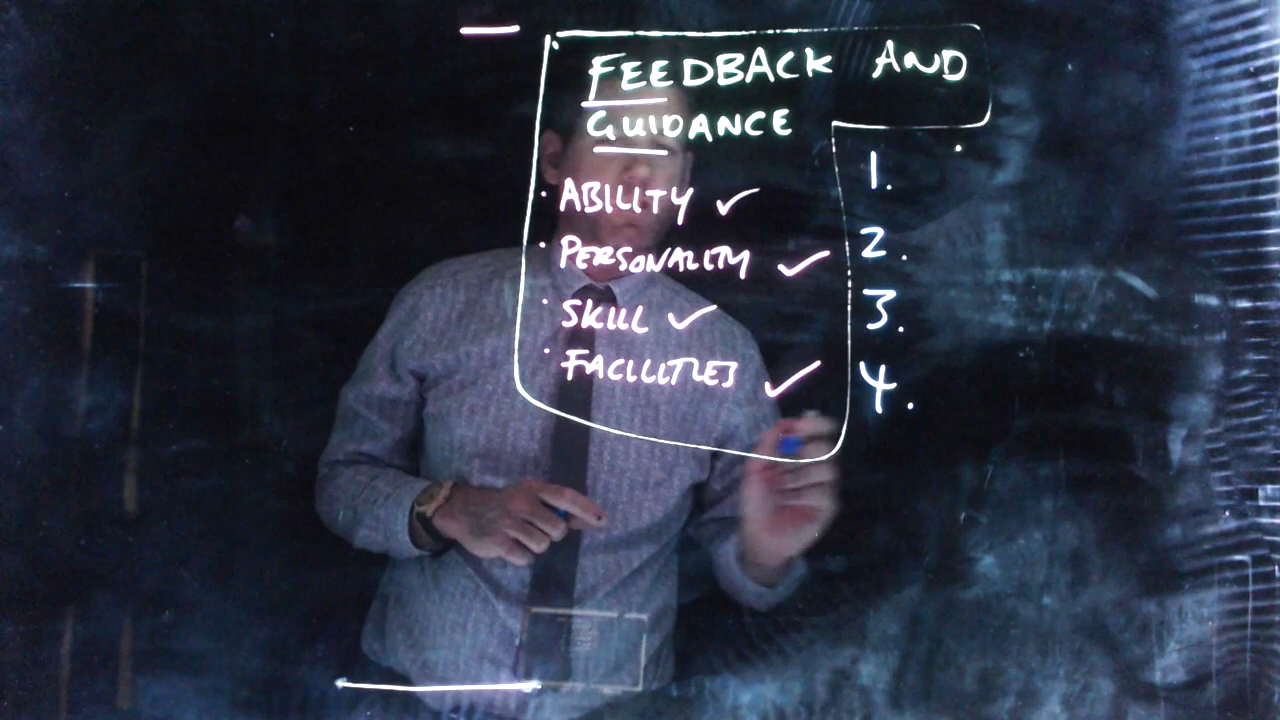 FEEDBACK AND
GUIDANCE
· ABILITY ✓
· PERSONALITY ✓
· SKILL ✓
· FACILITIES ✓
1.
2.
3.
4.